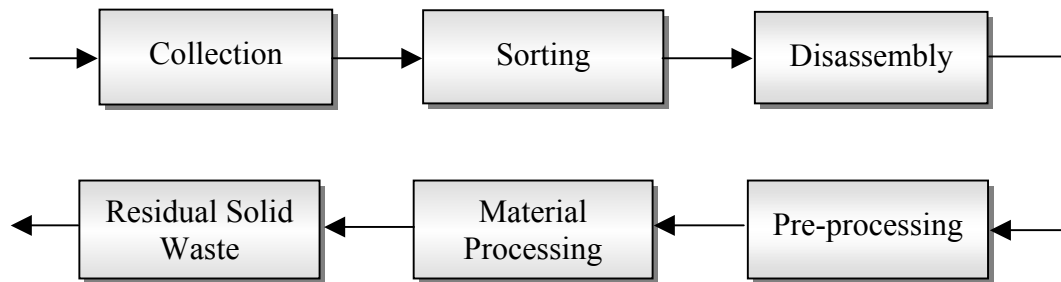 Collection
Sorting
Disassembly
Residual Solid
Waste
Material
Processing
Pre-processing